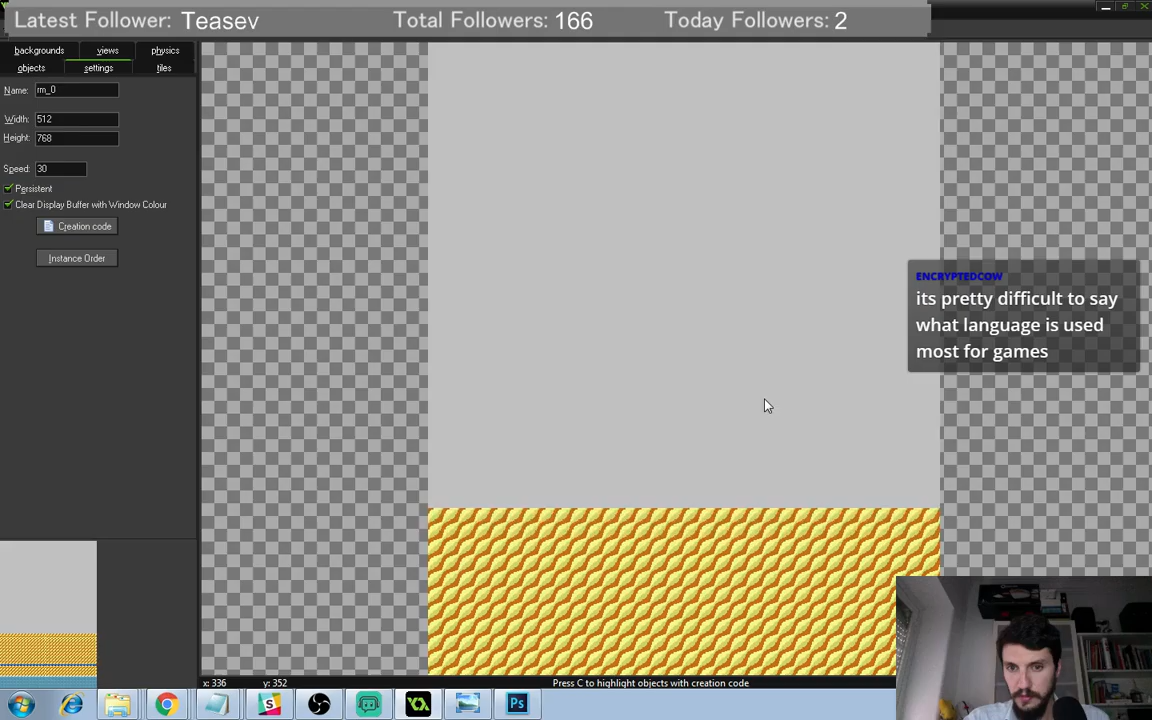 Latest Follower: Teasev Total Followers: 166 Today Followers: 2
backgrounds views physics
objects settings tiles
Name: rm_0
Width: 512
Height: 768
Speed: 30
Persistent
Clear Display Buffer with Window Colour
Creation code
Instance Order
ENCRYPTEDCOW
its pretty difficult to say
what language is used
most for games
x: 336 y: 352 Press C to highlight objects with creation code
Ps